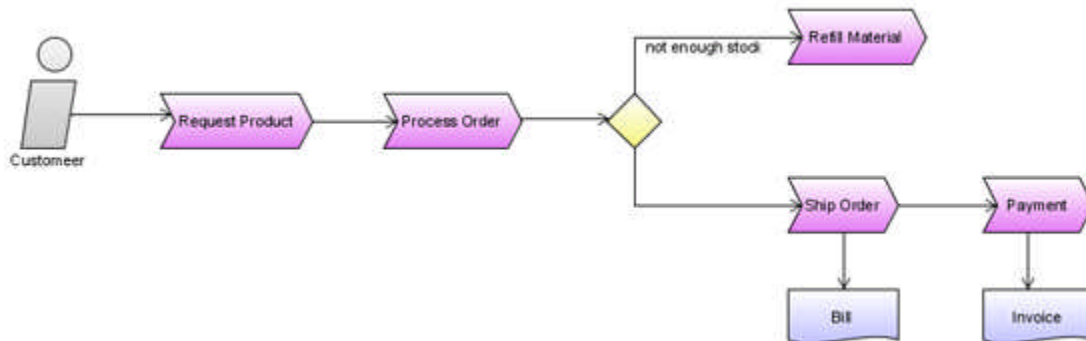 Refill Material
not enough stock
Request Product
Process Order
Customeer
Ship Order
Payment
Bill
Invoice